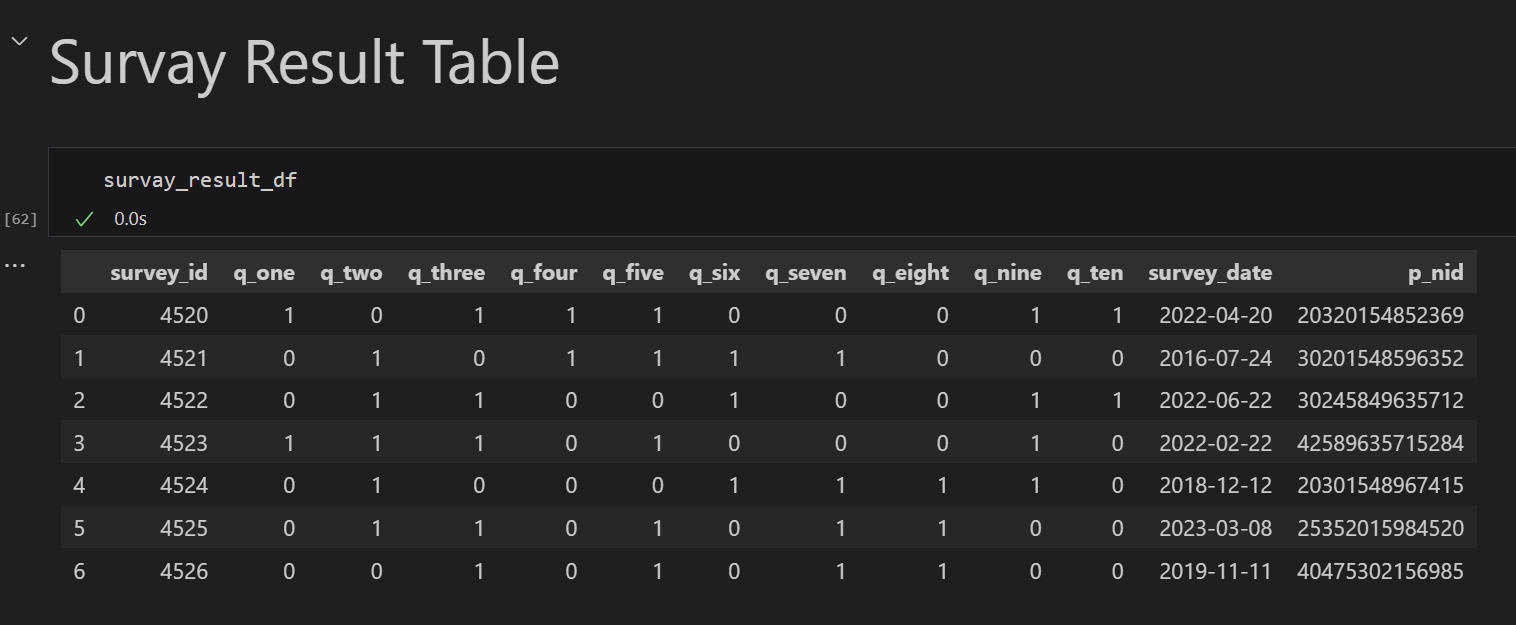 Survay Result Table
survay_result_df
[62] 0.0s
survey_id q_one q_two q_three q_four q_five q_six q_seven q_eight q_nine q_ten survey_date p_nid
0 4520 1 0 1 1 1 0 0 0 1 1 2022-04-20 20320154852369
1 4521 0 1 0 1 1 1 1 0 0 0 2016-07-24 30201548596352
2 4522 0 1 1 0 0 1 0 0 1 1 2022-06-22 30245849635712
3 4523 1 1 1 0 1 0 0 0 1 0 2022-02-22 42589635715284
4 4524 0 1 0 0 0 1 1 1 1 0 2018-12-12 20301548967415
5 4525 0 1 1 0 1 0 1 1 0 0 2023-03-08 25352015984520
6 4526 0 0 1 0 1 0 1 1 0 0 2019-11-11 40475302156985